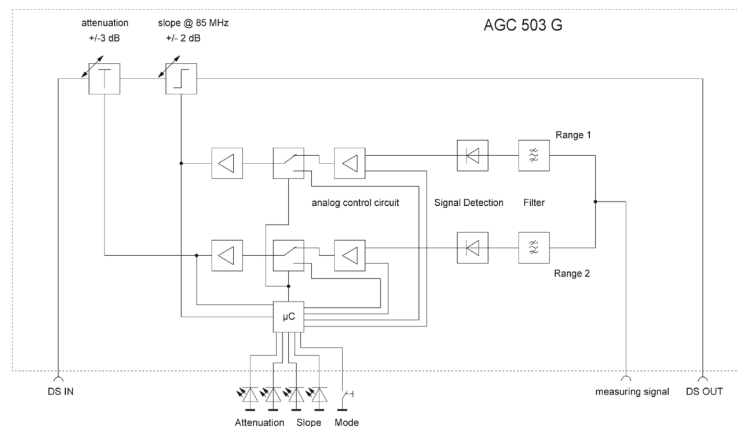 AGC 503 G
attenuation
+/-3 dB
slope @ 85 MHz
+/- 2 dB
Range 1
analog control circuit
Signal Detection
Filter
Range 2
µC
DS IN
measuring signal
DS OUT
Attenuation
Slope
Mode